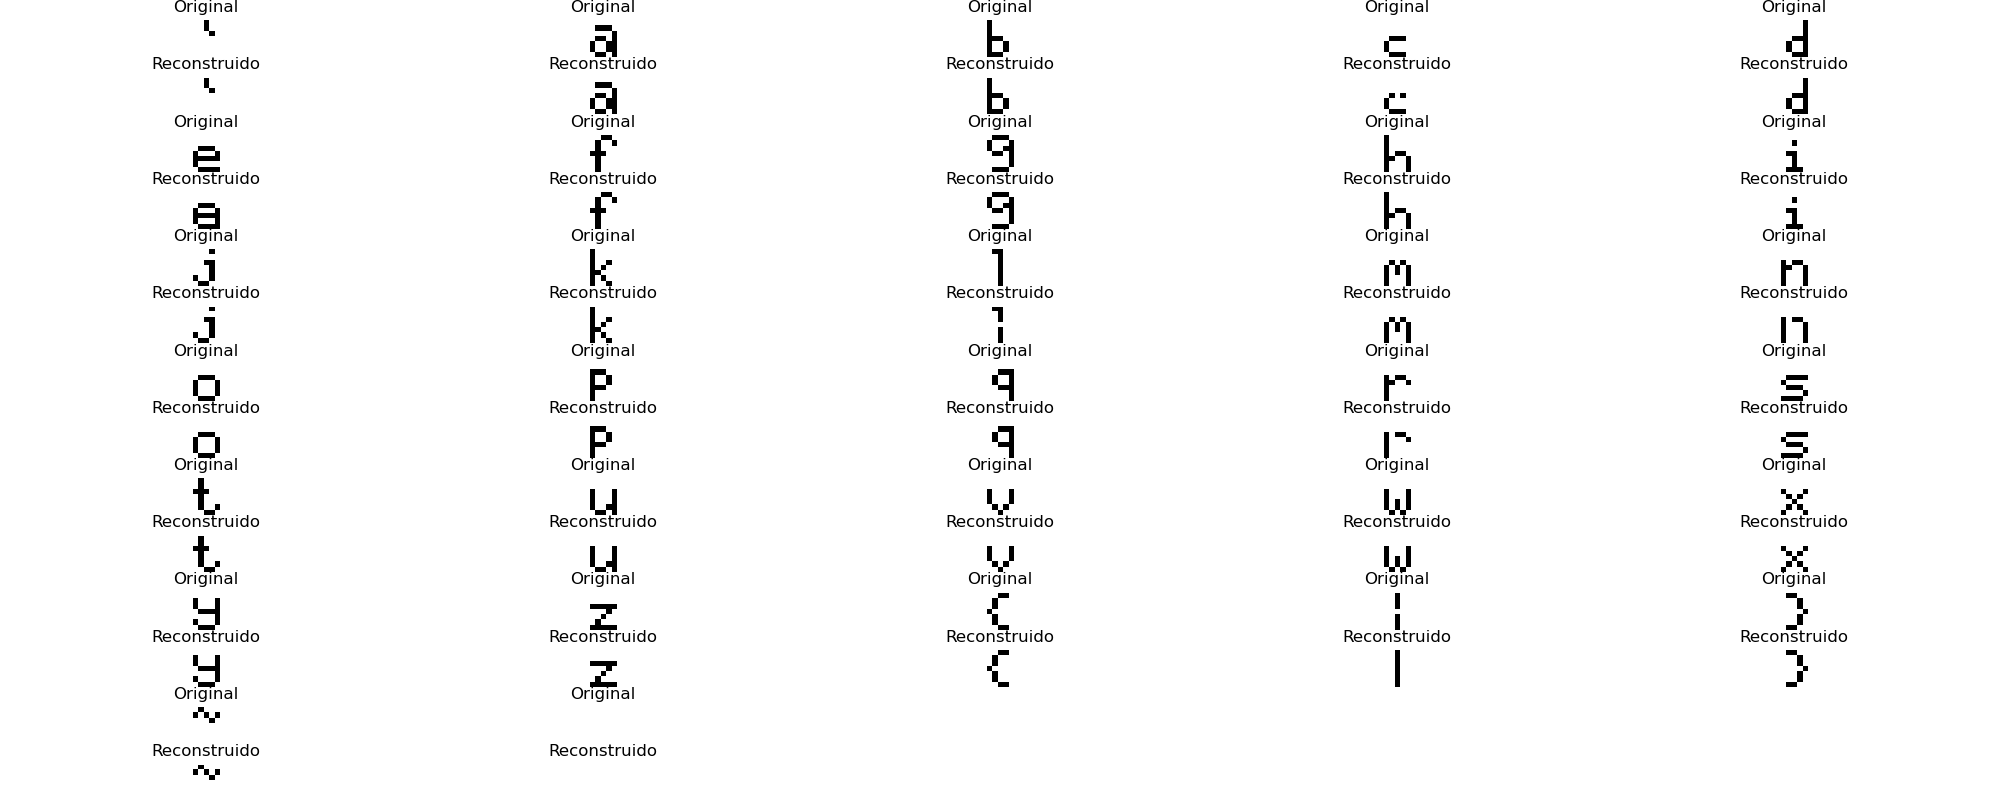 Original Original Original Original Original
` a b c d
Reconstruido Reconstruido Reconstruido Reconstruido Reconstruido
` a b c d
Original Original Original Original Original
e f g h i
Reconstruido Reconstruido Reconstruido Reconstruido Reconstruido
e f g h i
Original Original Original Original Original
j k l m n
Reconstruido Reconstruido Reconstruido Reconstruido Reconstruido
j k l m n
Original Original Original Original Original
o p q r s
Reconstruido Reconstruido Reconstruido Reconstruido Reconstruido
o p q r s
Original Original Original Original Original
t u v w x
Reconstruido Reconstruido Reconstruido Reconstruido Reconstruido
t u v w x
Original Original Original Original Original
y z { | }
Reconstruido Reconstruido Reconstruido Reconstruido Reconstruido
y z { | }
Original Original
~
Reconstruido Reconstruido
~